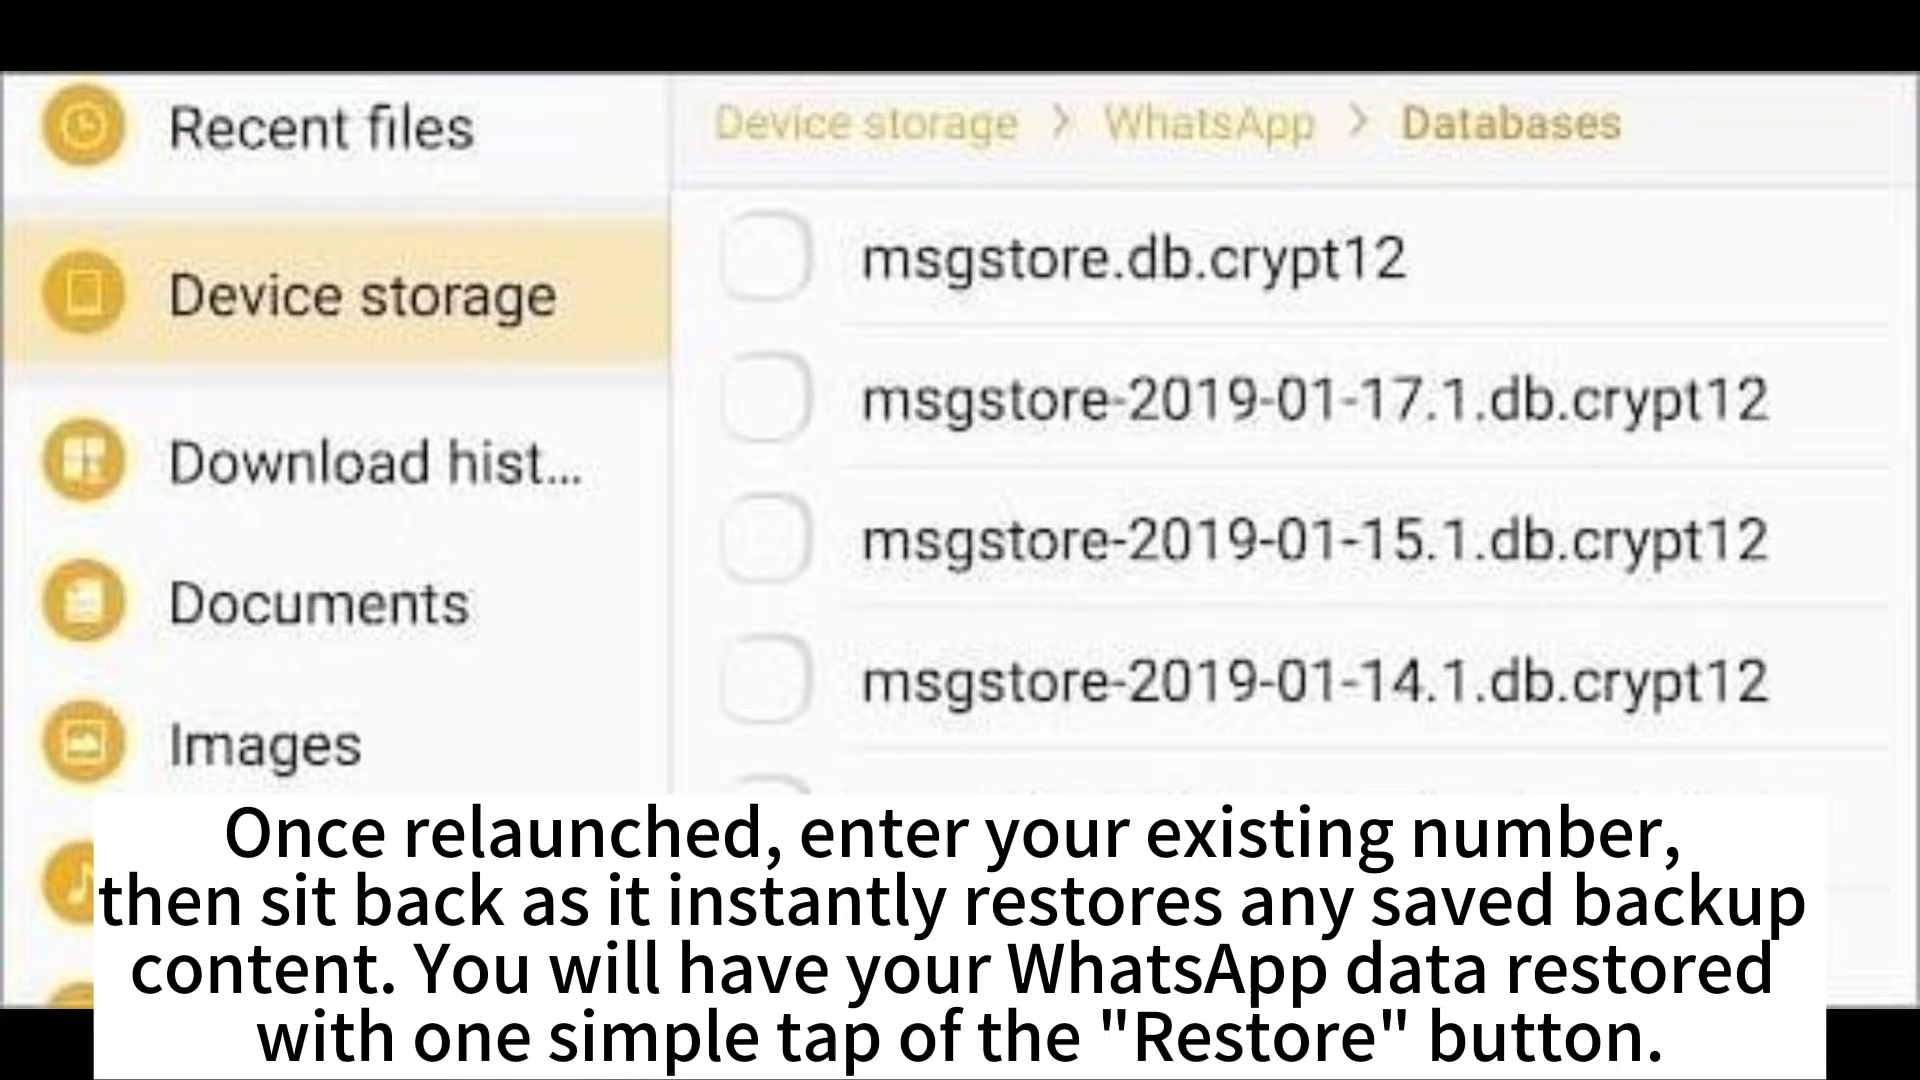 Recent files
Device storage
Download hist...
Documents
Images
Device storage > WhatsApp > Databases
msgstore.db.crypt12
msgstore-2019-01-17.1.db.crypt12
msgstore-2019-01-15.1.db.crypt12
msgstore-2019-01-14.1.db.crypt12
Once relaunched, enter your existing number,
then sit back as it instantly restores any saved backup
content. You will have your WhatsApp data restored
with one simple tap of the "Restore" button.